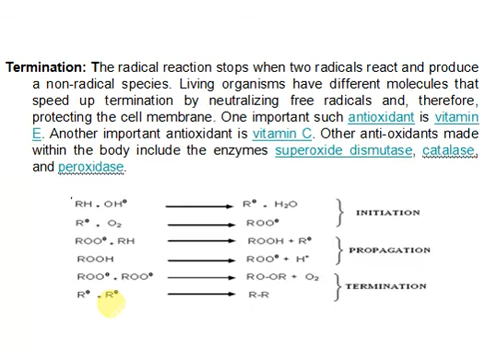 Termination: The radical reaction stops when two radicals react and produce
a non-radical species. Living organisms have different molecules that
speed up termination by neutralizing free radicals and, therefore,
protecting the cell membrane. One important such antioxidant is vitamin
E. Another important antioxidant is vitamin C. Other anti-oxidants made
within the body include the enzymes superoxide dismutase, catalase,
and peroxidase.
RH . OH• → R• . H₂O
R• . O₂ → ROO• } INITIATION
ROO• . RH → ROOH + R•
ROOH → ROO• + H• } PROPAGATION
ROO• . ROO• → RO-OR + O₂
R• . R• → R-R } TERMINATION